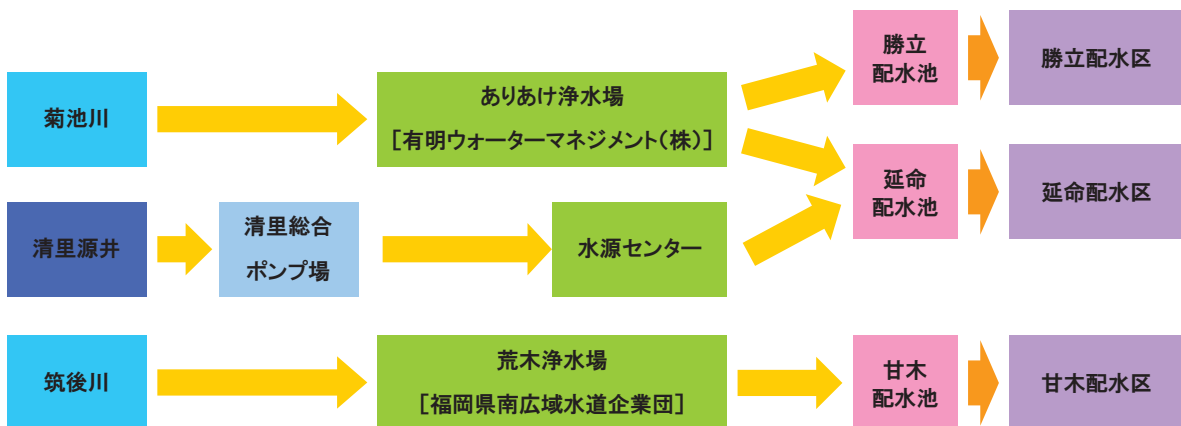 菊池川
ありあけ浄水場
［有明ウォーターマネジメント（株）］
勝立
配水池
勝立配水区
延命
配水池
延命配水区
清里源井
清里総合
ポンプ場
水源センター
筑後川
荒木浄水場
［福岡県南広域水道企業団］
甘木
配水池
甘木配水区